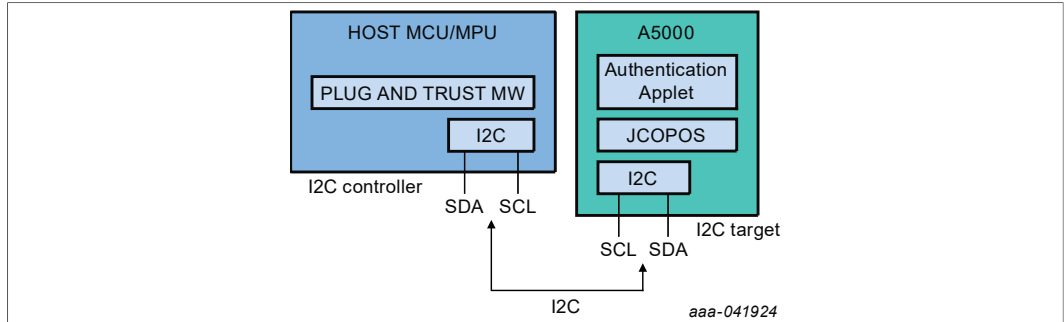 HOST MCU/MPU
PLUG AND TRUST MW
I2C
I2C controller
SDA SCL
A5000
Authentication
Applet
JCOPOS
I2C
I2C target
SCL SDA
I2C
aaa-041924